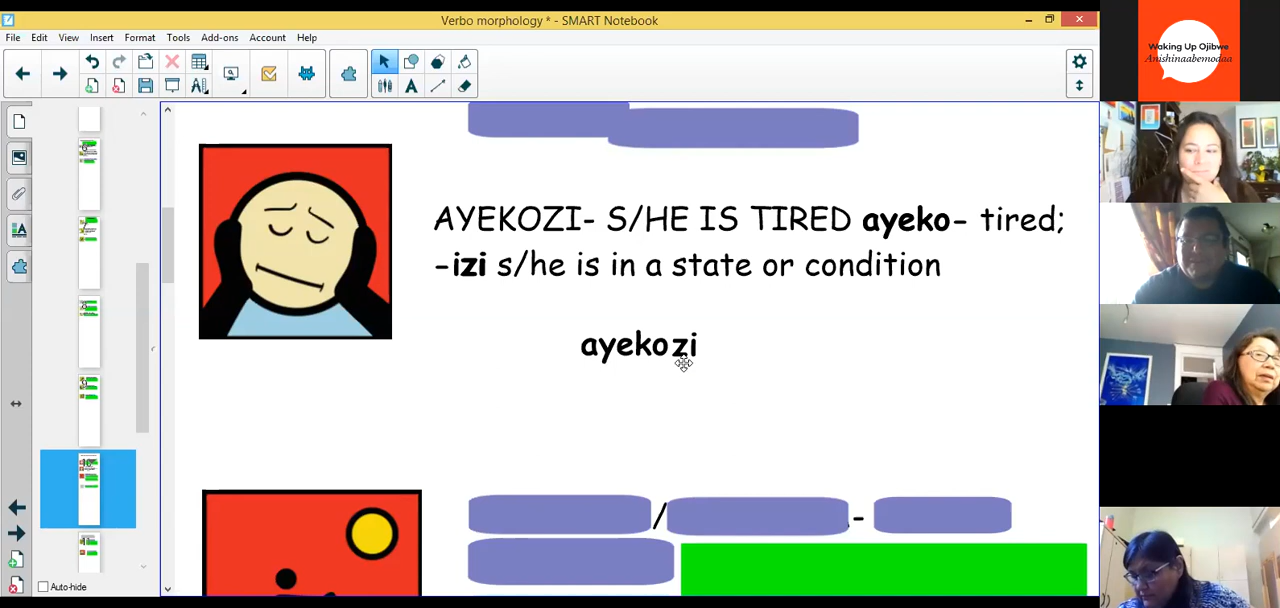 Verbo morphology * - SMART Notebook
File Edit View Insert Format Tools Add-ons Account Help
Waking Up Ojibwe
Anishinaabemodaa
AYEKOZI- S/HE IS TIRED ayeko- tired;
-izi s/he is in a state or condition
ayekozi
/ -
Auto-hide